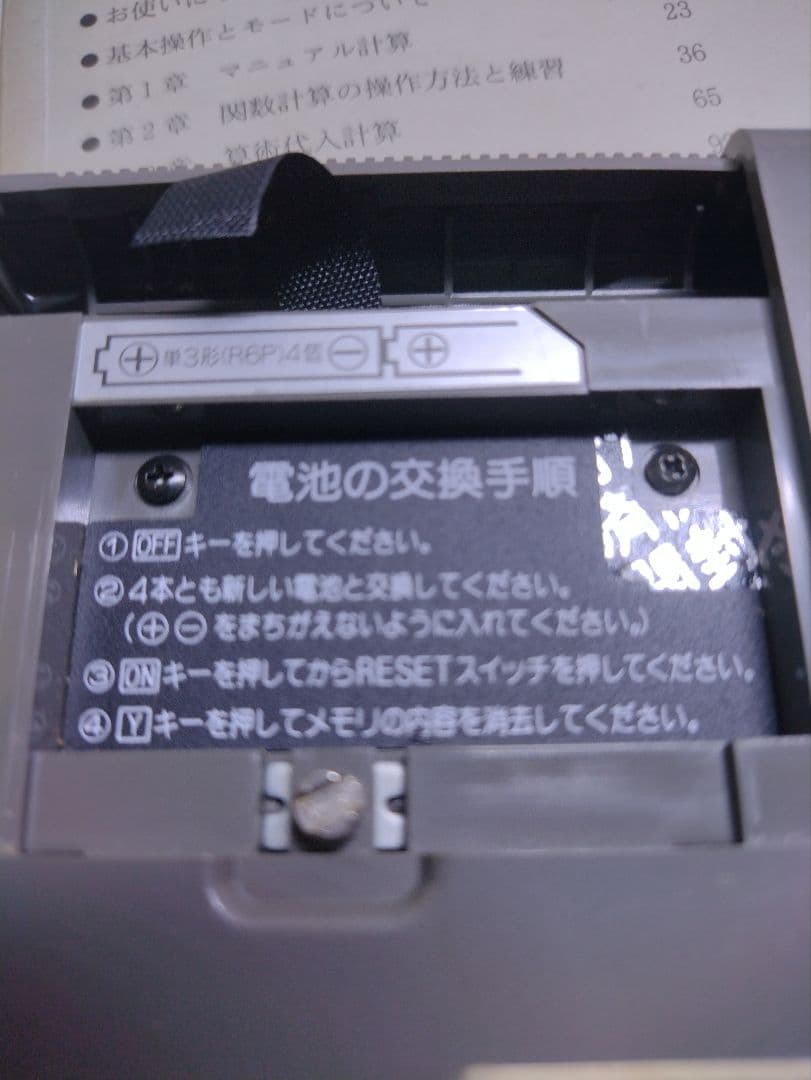 ● お使いに
● 基本操作とモードについて 23
● 第1章 マニュアル計算 36
● 第2章 関数計算の操作方法と練習 65
章 算術代入計算
⊕単3形(R6P)4個⊖ ⊕
電池の交換手順
① OFF キーを押してください。
② 4本とも新しい電池と交換してください。
(⊕⊖をまちがえないように入れてください。)
③ ON キーを押してからRESETスイッチを押してください。
④ Y キーを押してメモリの内容を消去してください。